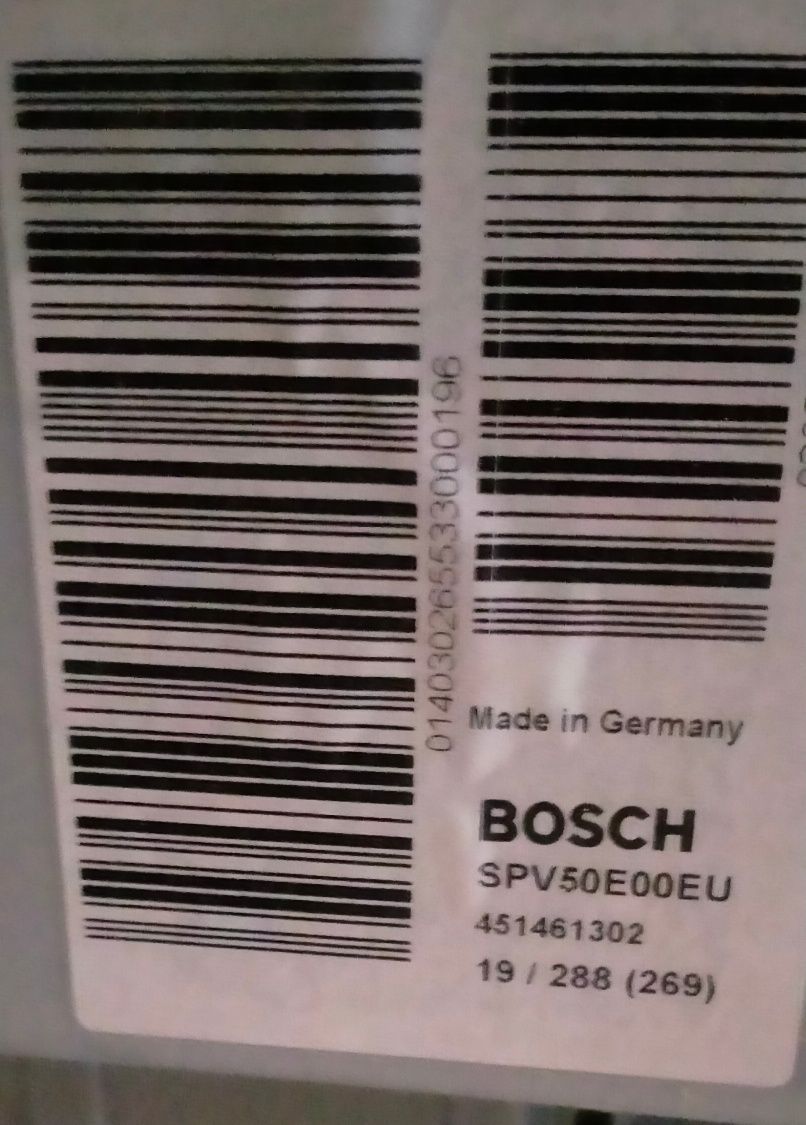 014030265533000196
Made in Germany
BOSCH
SPV50E00EU
451461302
19 / 288 (269)